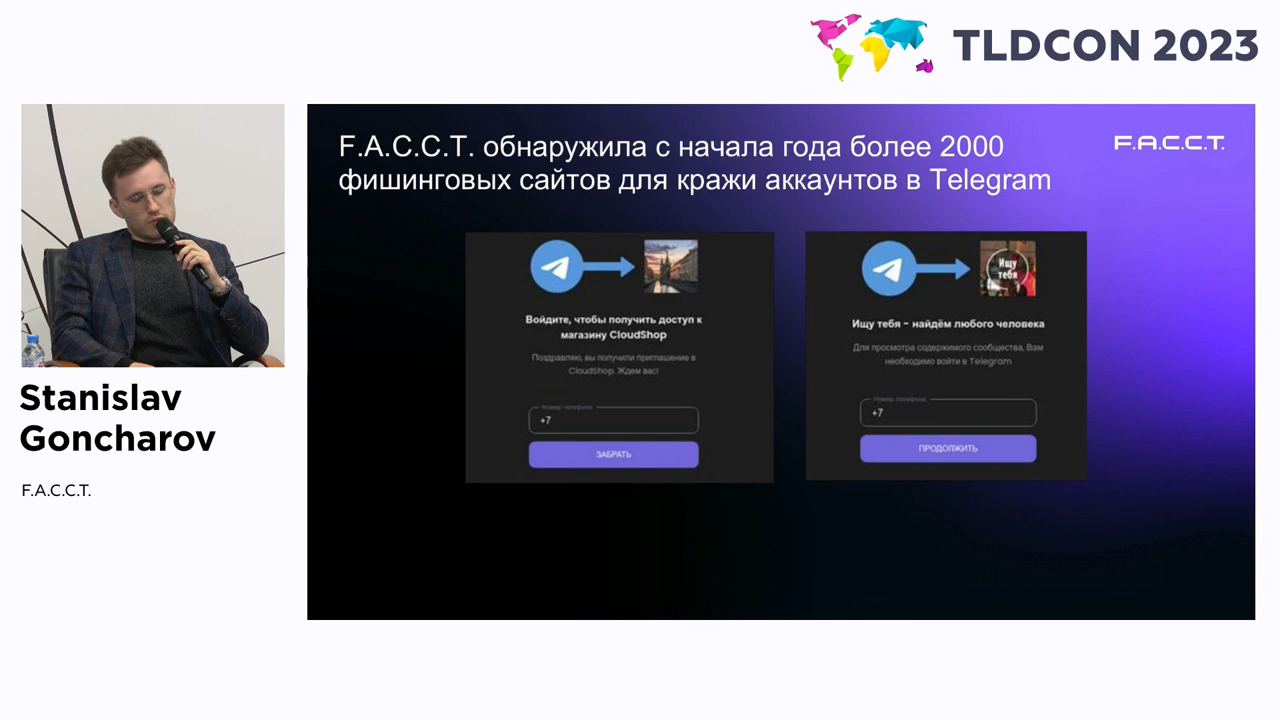 TLDCON 2023
F.A.C.C.T. обнаружила с начала года более 2000
фишинговых сайтов для кражи аккаунтов в Telegram
F.A.C.C.T.
Войдите, чтобы получить доступ к
магазину CloudShop
Поздравляю, вы получили приглашение в
CloudShop. Ждем вас!
Номер телефона
+7
ЗАБРАТЬ
Ищу
тебя
Ищу тебя - найдём любого человека
Для просмотра содержимого сообщества, Вам
необходимо войти в Telegram
Номер телефона
+7
ПРОДОЛЖИТЬ
Stanislav
Goncharov
F.A.C.C.T.